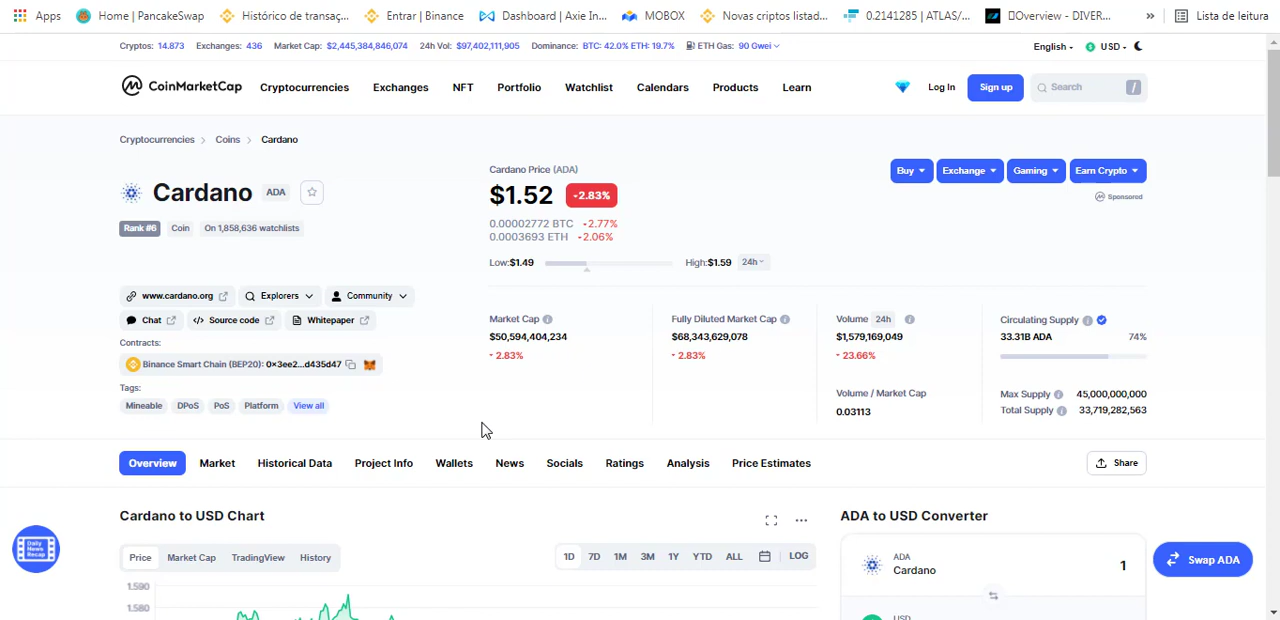 Apps Home | PancakeSwap Histórico de transaç... Entrar | Binance Dashboard | Axie In... MOBOX Novas criptos listad... 0.2141285 | ATLAS/... Overview - DIVER... » Lista de leitura
Cryptos: 14.873 Exchanges: 436 Market Cap: $2,445,384,846,074 24h Vol: $97,402,111,905 Dominance: BTC: 42.0% ETH: 19.7% ETH Gas: 90 Gwei English USD
CoinMarketCap Cryptocurrencies Exchanges NFT Portfolio Watchlist Calendars Products Learn Log In Sign up Search /
Cryptocurrencies Coins Cardano
Cardano ADA
Rank #6 Coin On 1,858,636 watchlists
www.cardano.org Explorers Community
Chat Source code Whitepaper
Contracts:
Binance Smart Chain (BEP20): 0x3ee2...d435d47
Tags:
Mineable DPoS PoS Platform View all
Cardano Price (ADA)
$1.52 -2.83%
0.00002772 BTC -2.77%
0.0003693 ETH -2.06%
Low:$1.49 High:$1.59 24h
Buy Exchange Gaming Earn Crypto
Sponsored
Market Cap
$50,594,404,234
2.83%
Fully Diluted Market Cap
$68,343,629,078
2.83%
Volume 24h
$1,579,169,049
23.66%
Volume / Market Cap
0.03113
Circulating Supply
33.31B ADA 74%
Max Supply 45,000,000,000
Total Supply 33,719,282,563
Overview Market Historical Data Project Info Wallets News Socials Ratings Analysis Price Estimates Share
Cardano to USD Chart
Price Market Cap TradingView History 1D 7D 1M 3M 1Y YTD ALL LOG
1.590
1.580
Daily
News
Recap
ADA to USD Converter
ADA
Cardano 1
USD
Swap ADA